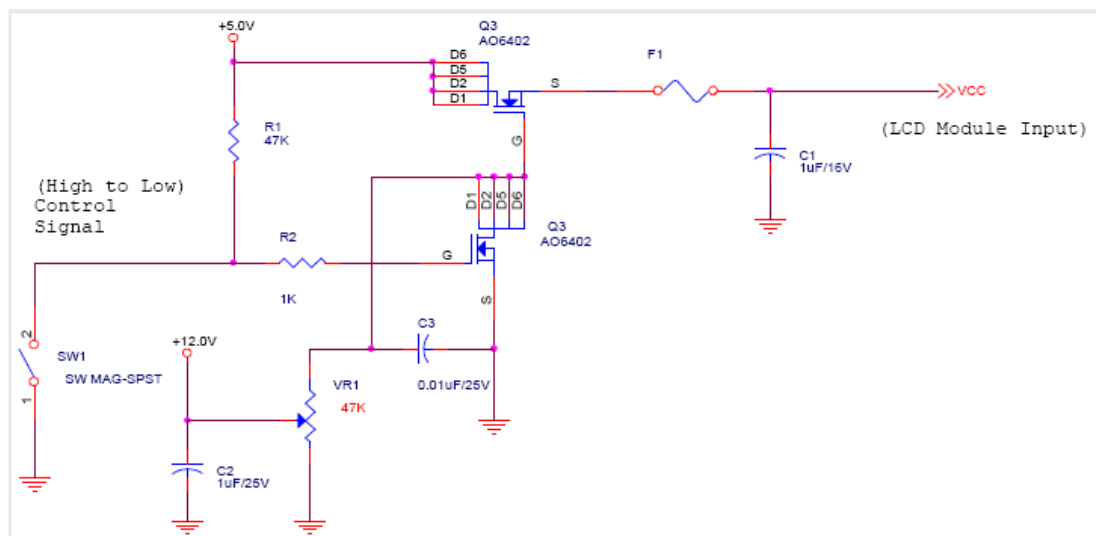 +5.0V
Q3
AO6402
D6
D5
D2
D1
S
G
F1
VCC
(LCD Module Input)
C1
1uF/16V
R1
47K
(High to Low)
Control
Signal
D1
D2
D5
D6
Q3
AO6402
R2
1K
G
S
C3
0.01uF/25V
2
SW1
SW MAG-SPST
1
+12.0V
VR1
47K
C2
1uF/25V